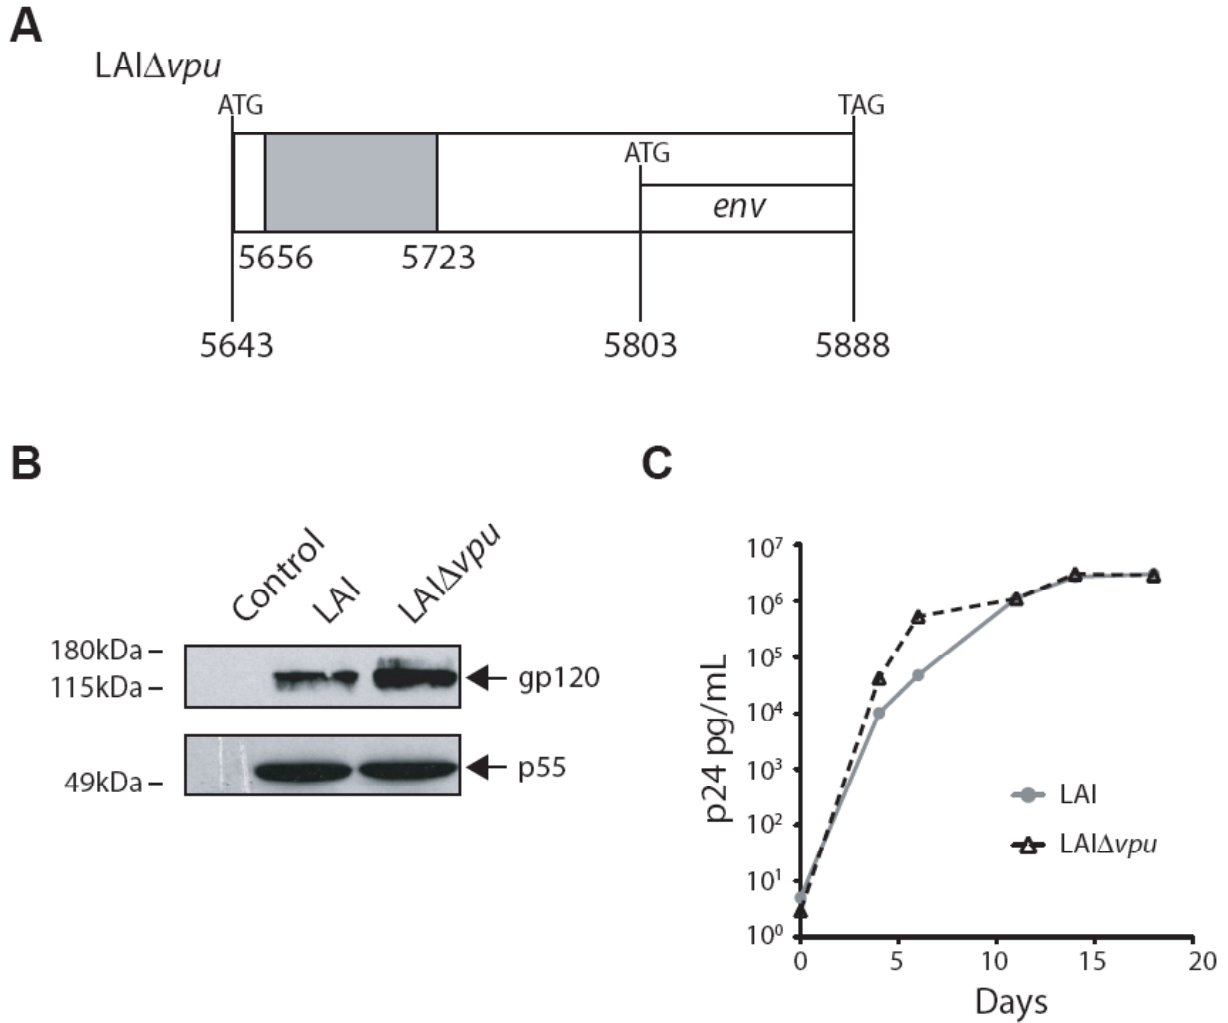 A
LAIΔvpu
ATG
TAG
ATG
env
5656
5723
5643
5803
5888
B
Control
LAI
LAIΔvpu
180kDa
115kDa
gp120
49kDa
p55
C
10⁷
10⁶
10⁵
10⁴
10³
10²
10¹
10⁰
p24 pg/mL
LAI
LAIΔvpu
0 5 10 15 20
Days